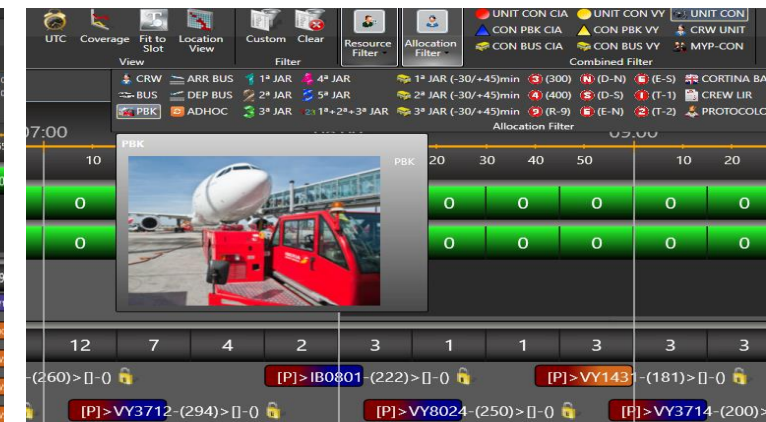 UNIT CON CIA UNIT CON VY UNIT CON
UTC Coverage Fit to Slot Location View Custom Clear Resource Filter Allocation Filter CON PBK CIA CON PBK VY CRW UNIT
CON BUS CIA CON BUS VY MYP-CON
View Filter Combined Filter
CRW ARR BUS 1ª JAR 4ª JAR 1ª JAR (-30/+45)min (300) (D-N) (E-S) CORTINA BA
BUS DEP BUS 2ª JAR 5ª JAR 2ª JAR (-30/+45)min (400) (D-S) (T-1) CREW LIR
PBK ADHOC 3ª JAR 1ª+2ª+3ª JAR 3ª JAR (-30/+45)min (R-9) (E-N) (T-2) PROTOCOLO
Allocation Filter
07:00 09:00
PBK
10 PBK 20 30 40 50 10 20
0 0 0 0 0 0
0 0 0 0 0 0
12 7 4 2 3 1 1 3 3 3
-(260)>[]-() [P]>IB0801-(222)>[]-() [P]>VY1431-(181)>[]-()
[P]>VY3712-(294)>[]-() [P]>VY8024-(250)>[]-() [P]>VY3714-(200)>